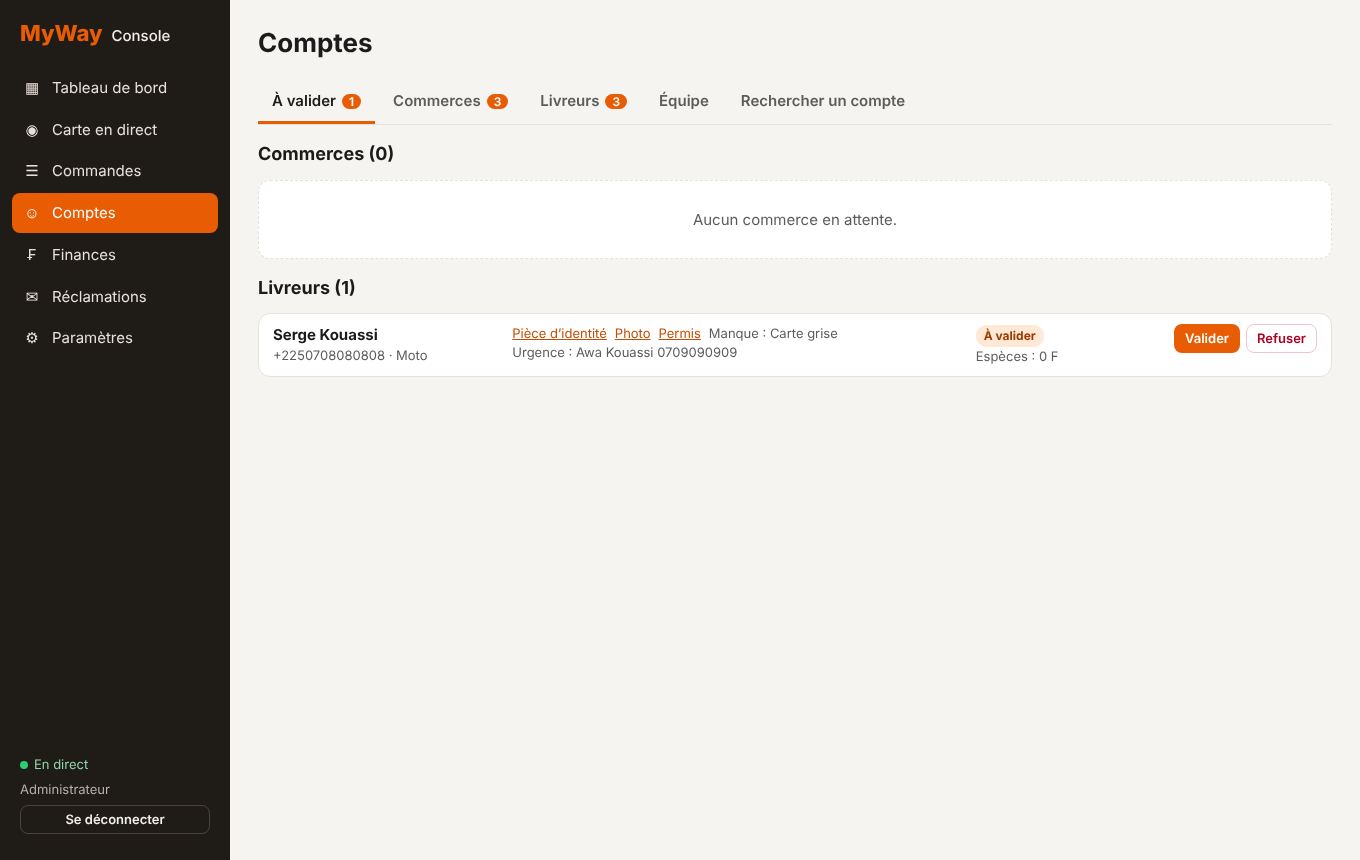 MyWay Console
Tableau de bord
Carte en direct
Commandes
Comptes
Finances
Réclamations
Paramètres
En direct
Administrateur
Se déconnecter
Comptes
À valider 1 Commerces 3 Livreurs 3 Équipe Rechercher un compte
Commerces (0)
Aucun commerce en attente.
Livreurs (1)
Serge Kouassi
+2250708080808 · Moto
Pièce d’identité Photo Permis Manque : Carte grise
Urgence : Awa Kouassi 0709090909
À valider
Espèces : 0 F
Valider Refuser